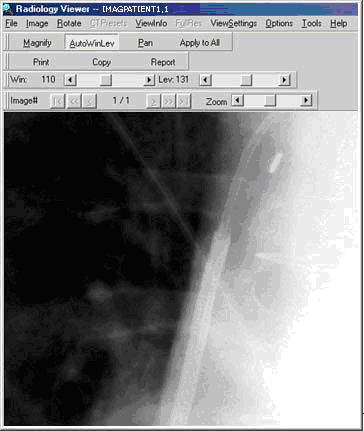 Radiology Viewer -- IMAGPATIENT1,1
File Image Rotate CTPresets ViewInfo FullRes ViewSettings Options Tools Help
Magnify AutoWinLev Pan Apply to All
Print Copy Report
Win: 110 Lev: 131
Image# 1 / 1 Zoom